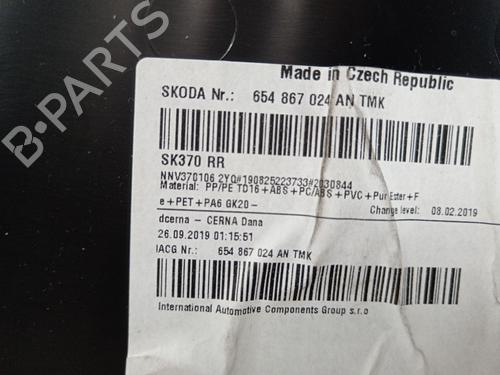 Made in Czech Republic
SKODA Nr.: 654 867 024 AN TMK
SK370 RR
NNV370106 2YQ#190825223733#2030844
Material: PP/PE TD16+ABS+PC/ABS+PVC+Pur Ester+F
e+PET+PA6 GK20-
Change level: 08.02.2019
dcerna - CERNA Dana
26.09.2019 01:15:51
IACG Nr.: 654 867 024 AN TMK
International Automotive Components Group s.r.o
B-PARTS